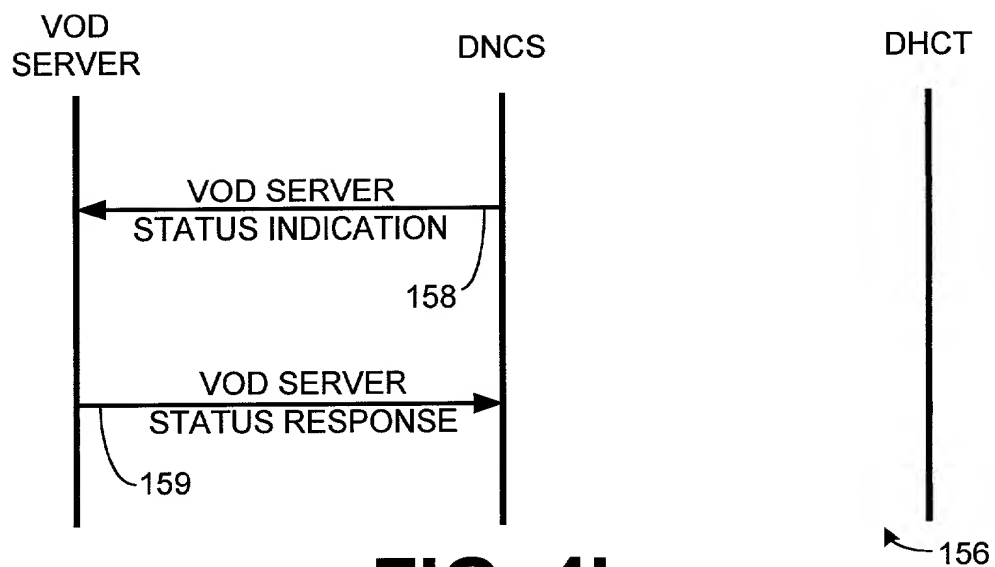 VOD
SERVER
DNCS
DHCT
VOD SERVER
STATUS INDICATION
158
VOD SERVER
STATUS RESPONSE
159
156